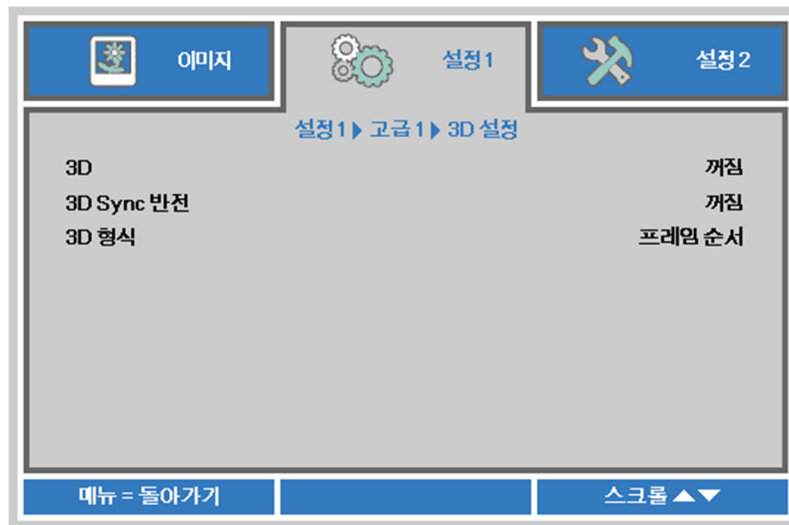 이미지
설정1
설정2
설정1▶고급1▶3D 설정
3D 꺼짐
3D Sync 반전 꺼짐
3D 형식 프레임 순서
메뉴 = 돌아가기
스크롤▲▼